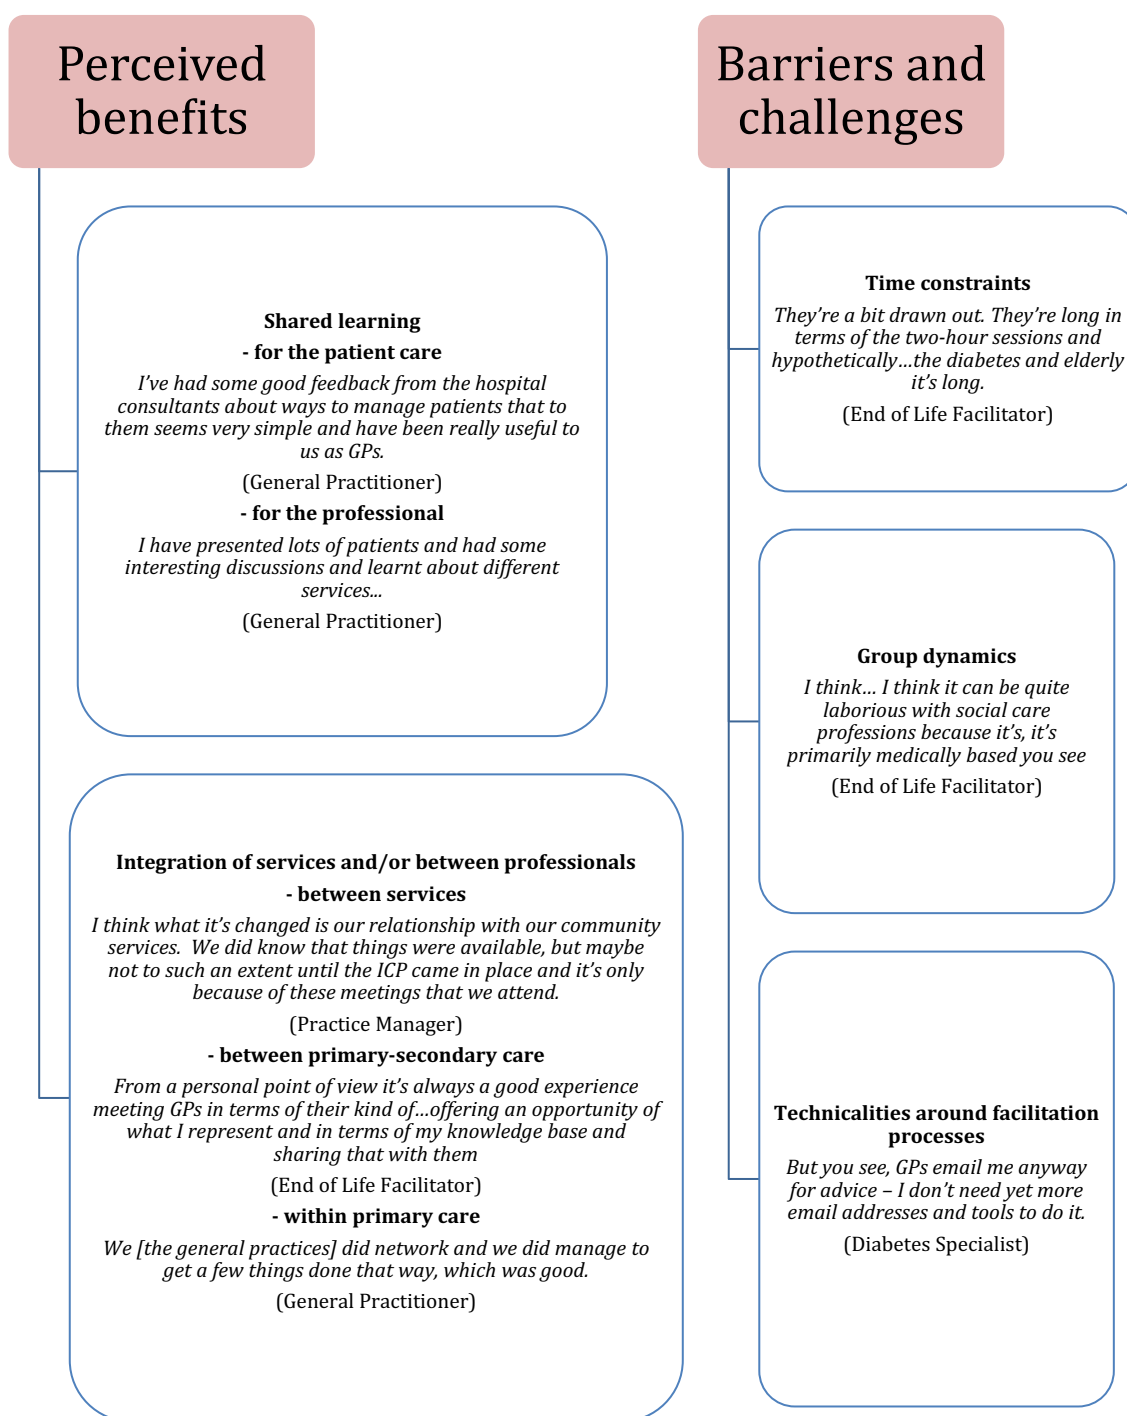 Perceived
benefits
Shared learning
- for the patient care
I’ve had some good feedback from the hospital
consultants about ways to manage patients that to
them seems very simple and have been really useful to
us as GPs.
(General Practitioner)
- for the professional
I have presented lots of patients and had some
interesting discussions and learnt about different
services...
(General Practitioner)
Integration of services and/or between professionals
- between services
I think what it’s changed is our relationship with our community
services.  We did know that things were available, but maybe
not to such an extent until the ICP came in place and it’s only
because of these meetings that we attend.
(Practice Manager)
- between primary-secondary care
From a personal point of view it’s always a good experience
meeting GPs in terms of their kind of…offering an opportunity of
what I represent and in terms of my knowledge base and
sharing that with them
(End of Life Facilitator)
- within primary care
We [the general practices] did network and we did manage to
get a few things done that way, which was good.
(General Practitioner)
Barriers and
challenges
Time constraints
They’re a bit drawn out. They’re long in
terms of the two-hour sessions and
hypothetically…the diabetes and elderly
it’s long.
(End of Life Facilitator)
Group dynamics
I think… I think it can be quite
laborious with social care
professions because it’s, it’s
primarily medically based you see
(End of Life Facilitator)
Technicalities around facilitation
processes
But you see, GPs email me anyway
for advice – I don’t need yet more
email addresses and tools to do it.
(Diabetes Specialist)